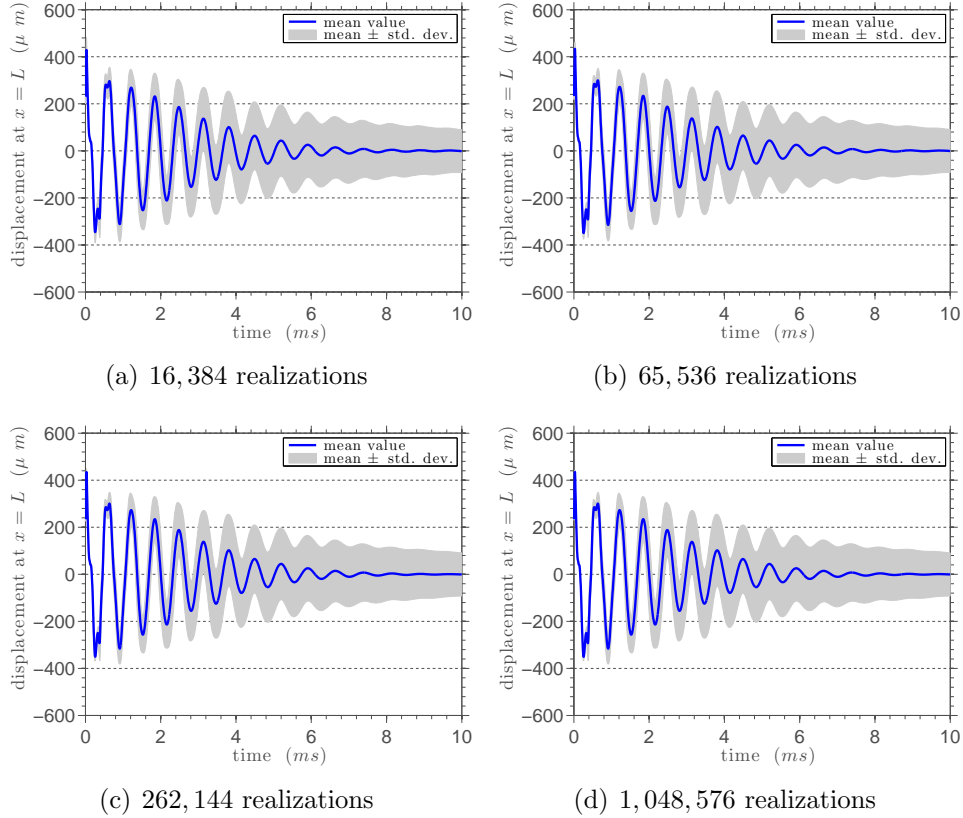 600
400
200
0
−200
−400
−600
displacement at x = L (μ m)
mean value
mean ± std. dev.
0 2 4 6 8 10
time (ms)
(a) 16,384 realizations
600
400
200
0
−200
−400
−600
displacement at x = L (μ m)
mean value
mean ± std. dev.
0 2 4 6 8 10
time (ms)
(b) 65,536 realizations
600
400
200
0
−200
−400
−600
displacement at x = L (μ m)
mean value
mean ± std. dev.
0 2 4 6 8 10
time (ms)
(c) 262,144 realizations
600
400
200
0
−200
−400
−600
displacement at x = L (μ m)
mean value
mean ± std. dev.
0 2 4 6 8 10
time (ms)
(d) 1,048,576 realizations